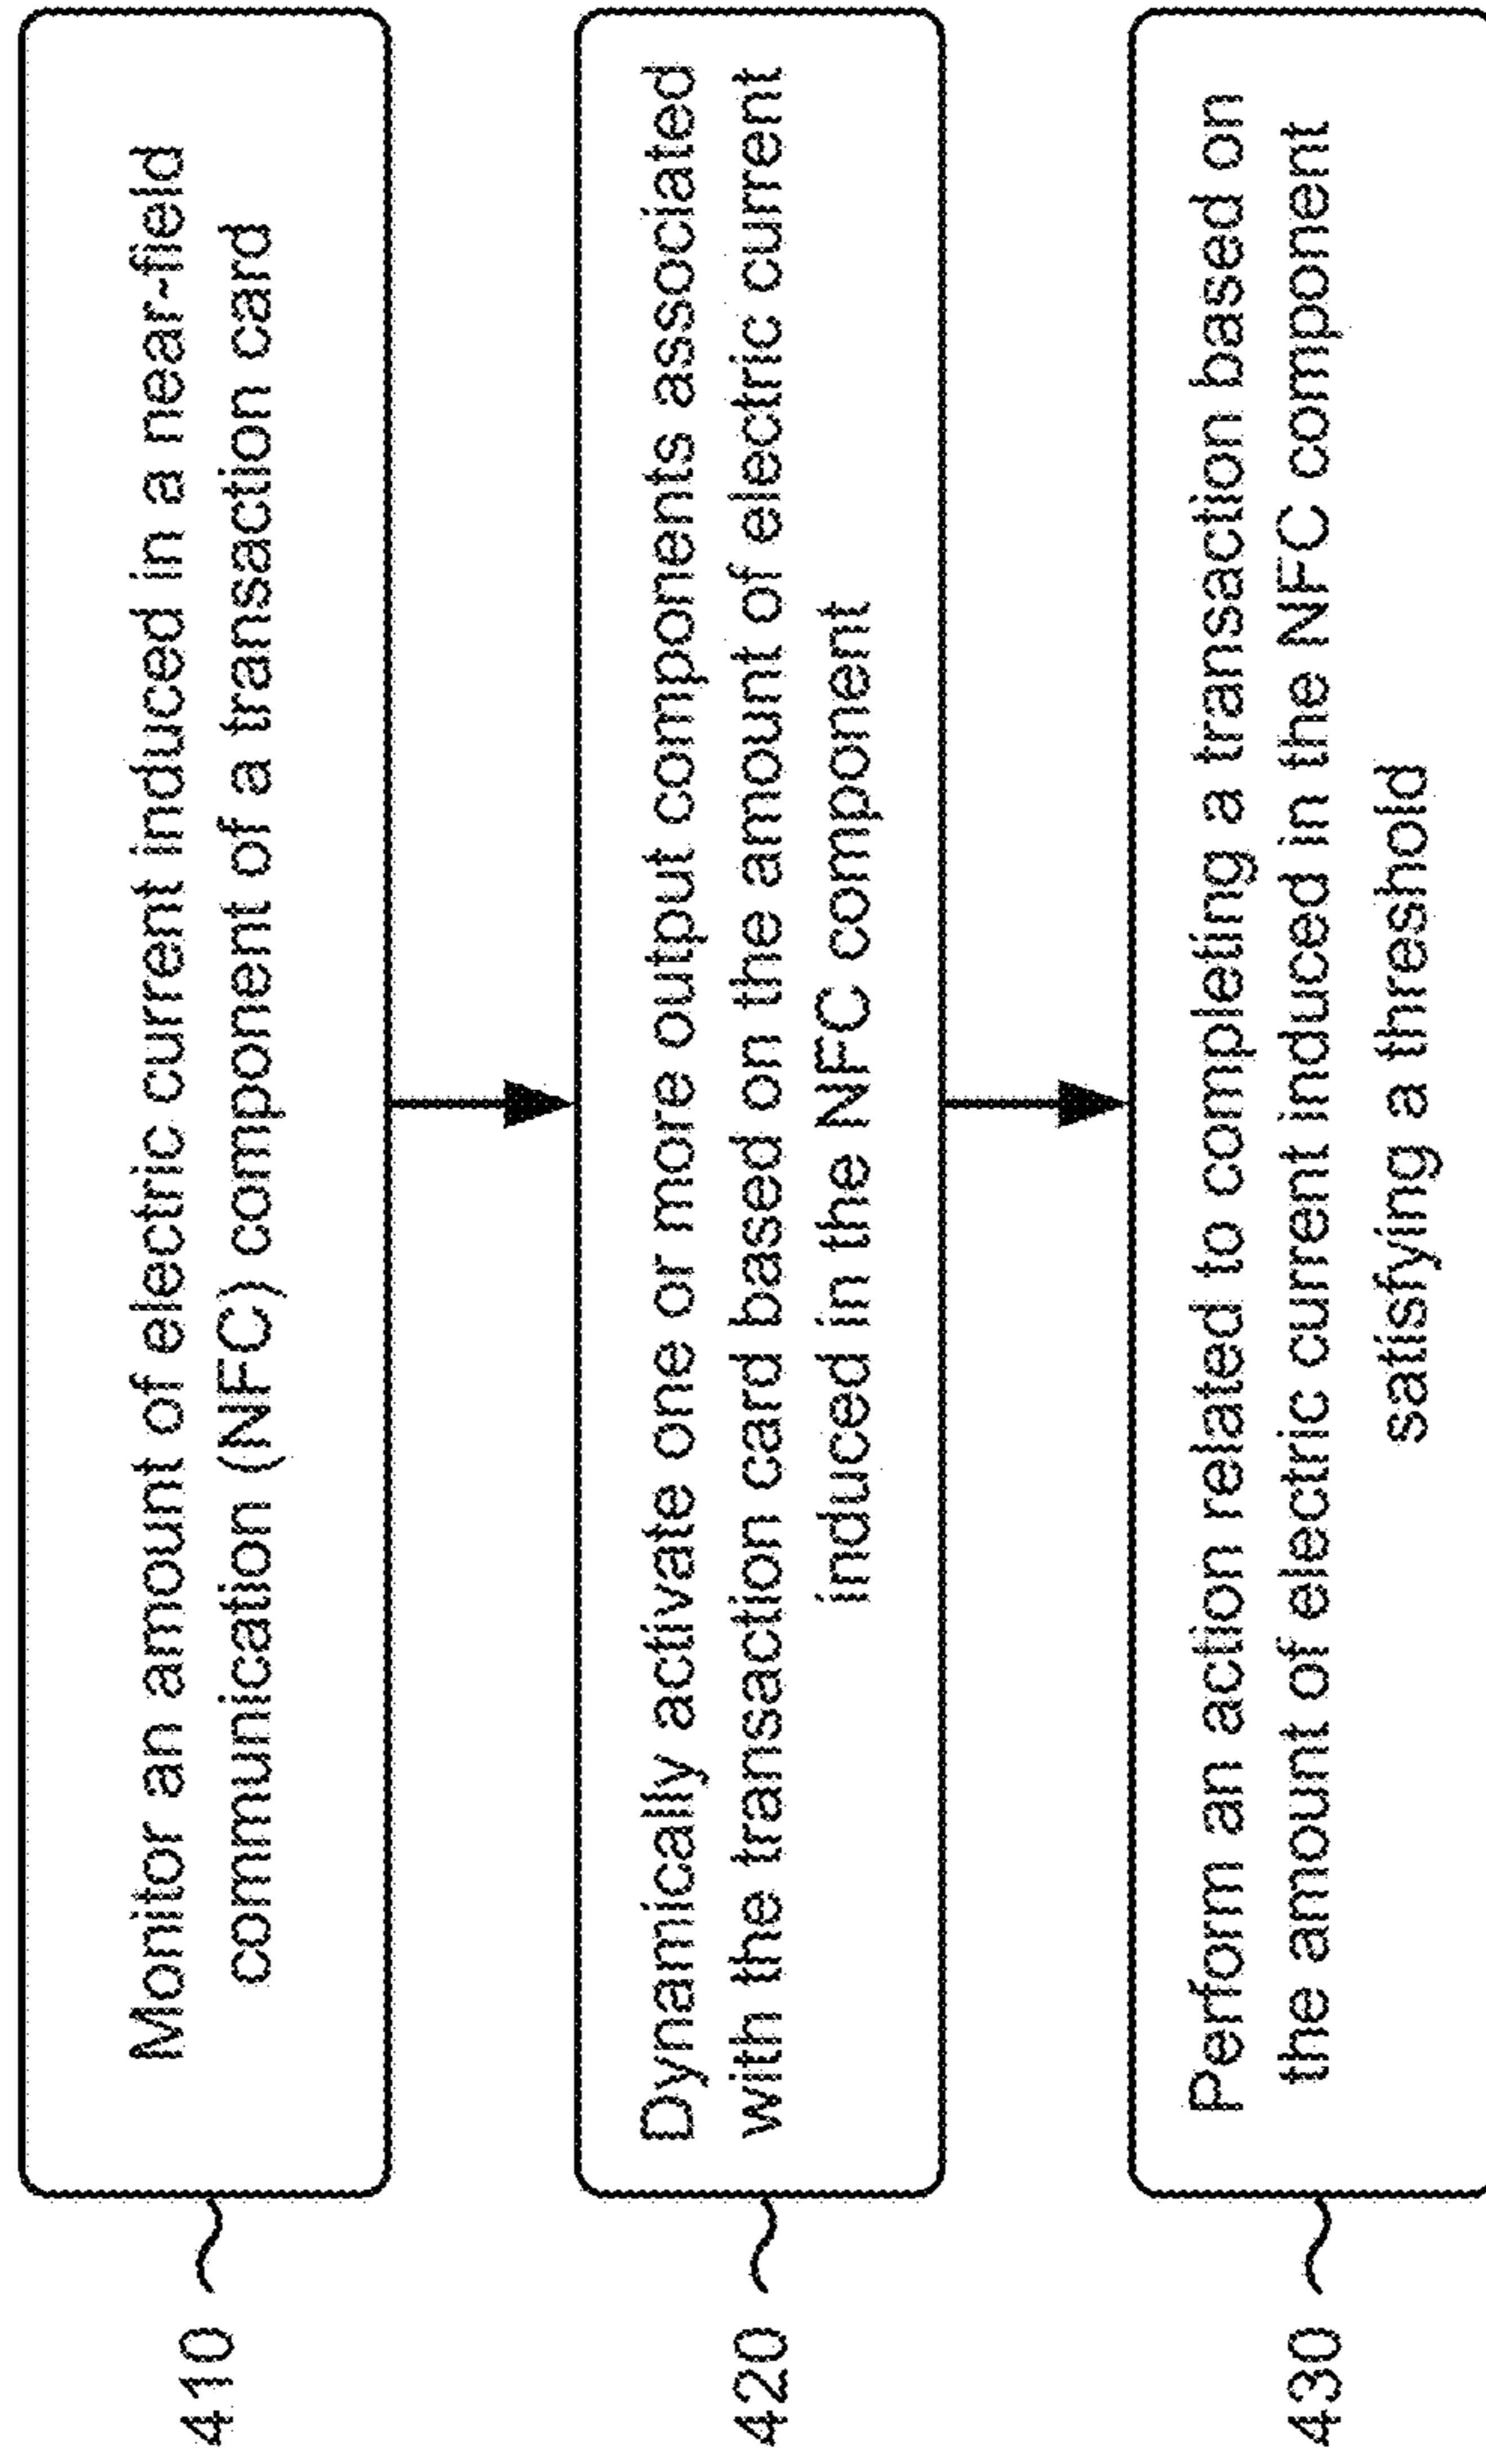 410
Monitor an amount of electric current induced in a near-field
communication (NFC) component of a transaction card
420
Dynamically activate one or more output components associated
with the transaction card based on the amount of electric current
induced in the NFC component
430
Perform an action related to completing a transaction based on
the amount of electric current induced in the NFC component
satisfying a threshold